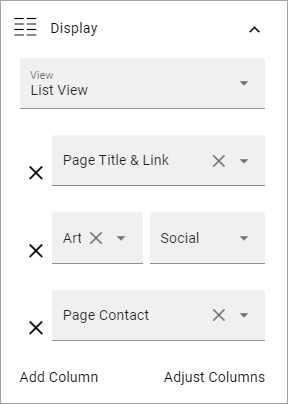 Display
View
List View
Page Title & Link
Art Social
Page Contact
Add Column Adjust Columns